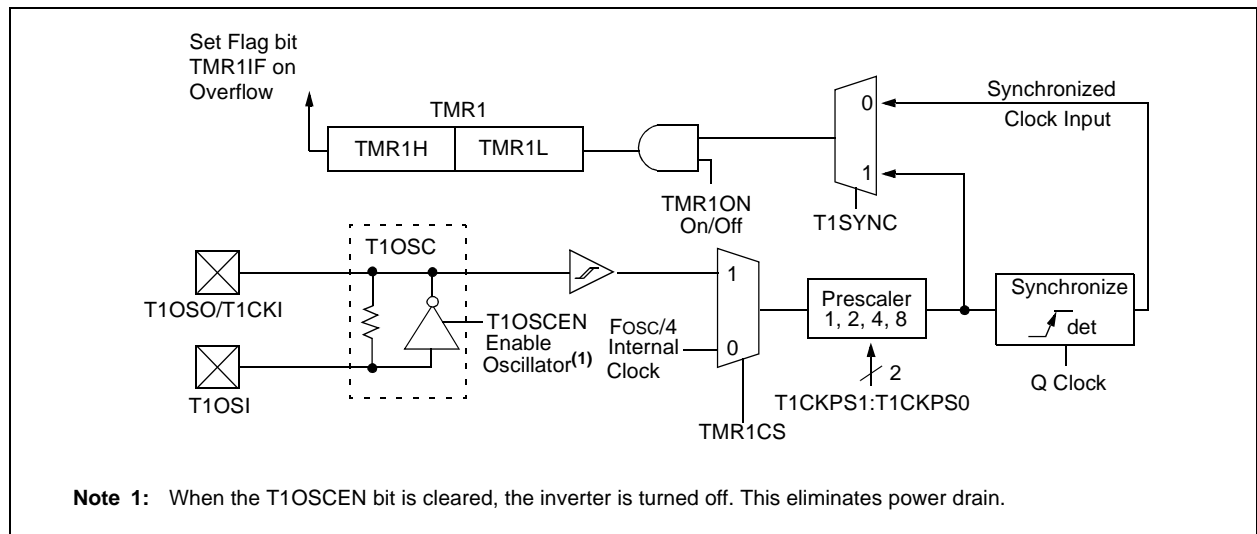 Set Flag bit
TMR1IF on
Overflow
TMR1
TMR1H
TMR1L
TMR1ON
On/Off
0
1
T1SYNC
Synchronized
Clock Input
T1OSC
T1OSO/T1CKI
T1OSI
T1OSCEN
Enable
Oscillator(1)
FOSC/4
Internal
Clock
1
0
TMR1CS
Prescaler
1, 2, 4, 8
2
T1CKPS1:T1CKPS0
Synchronize
det
Q Clock
Note 1: When the T1OSCEN bit is cleared, the inverter is turned off. This eliminates power drain.